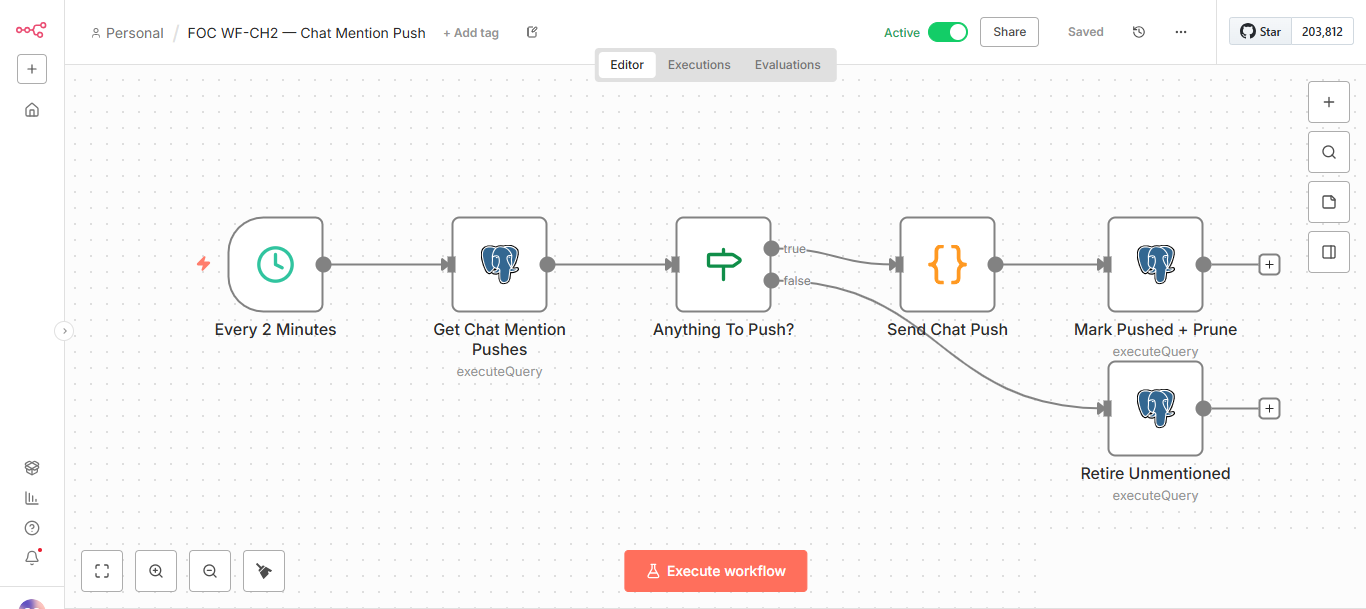 Personal / FOC WF-CH2 — Chat Mention Push + Add tag Active Share Saved Star 203,812
Editor Executions Evaluations
true
false
Every 2 Minutes
Get Chat Mention
Pushes
executeQuery
Anything To Push?
Send Chat Push
Mark Pushed + Prune
executeQuery
Retire Unmentioned
executeQuery
Execute workflow